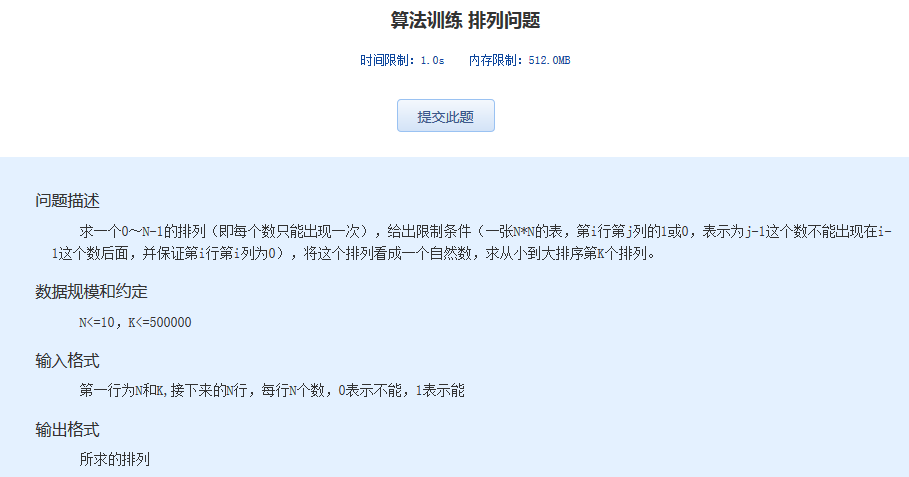 算法训练 排列问题
时间限制：1.0s 内存限制：512.0MB
提交此题
问题描述
求一个0～N-1的排列（即每个数只能出现一次），给出限制条件（一张N*N的表，第i行第j列的1或0，表示为j-1这个数不能出现在i-
1这个数后面，并保证第i行第i列为0），将这个排列看成一个自然数，求从小到大排序第K个排列。
数据规模和约定
N<=10，K<=500000
输入格式
第一行为N和K,接下来的N行，每行N个数，0表示不能，1表示能
输出格式
所求的排列